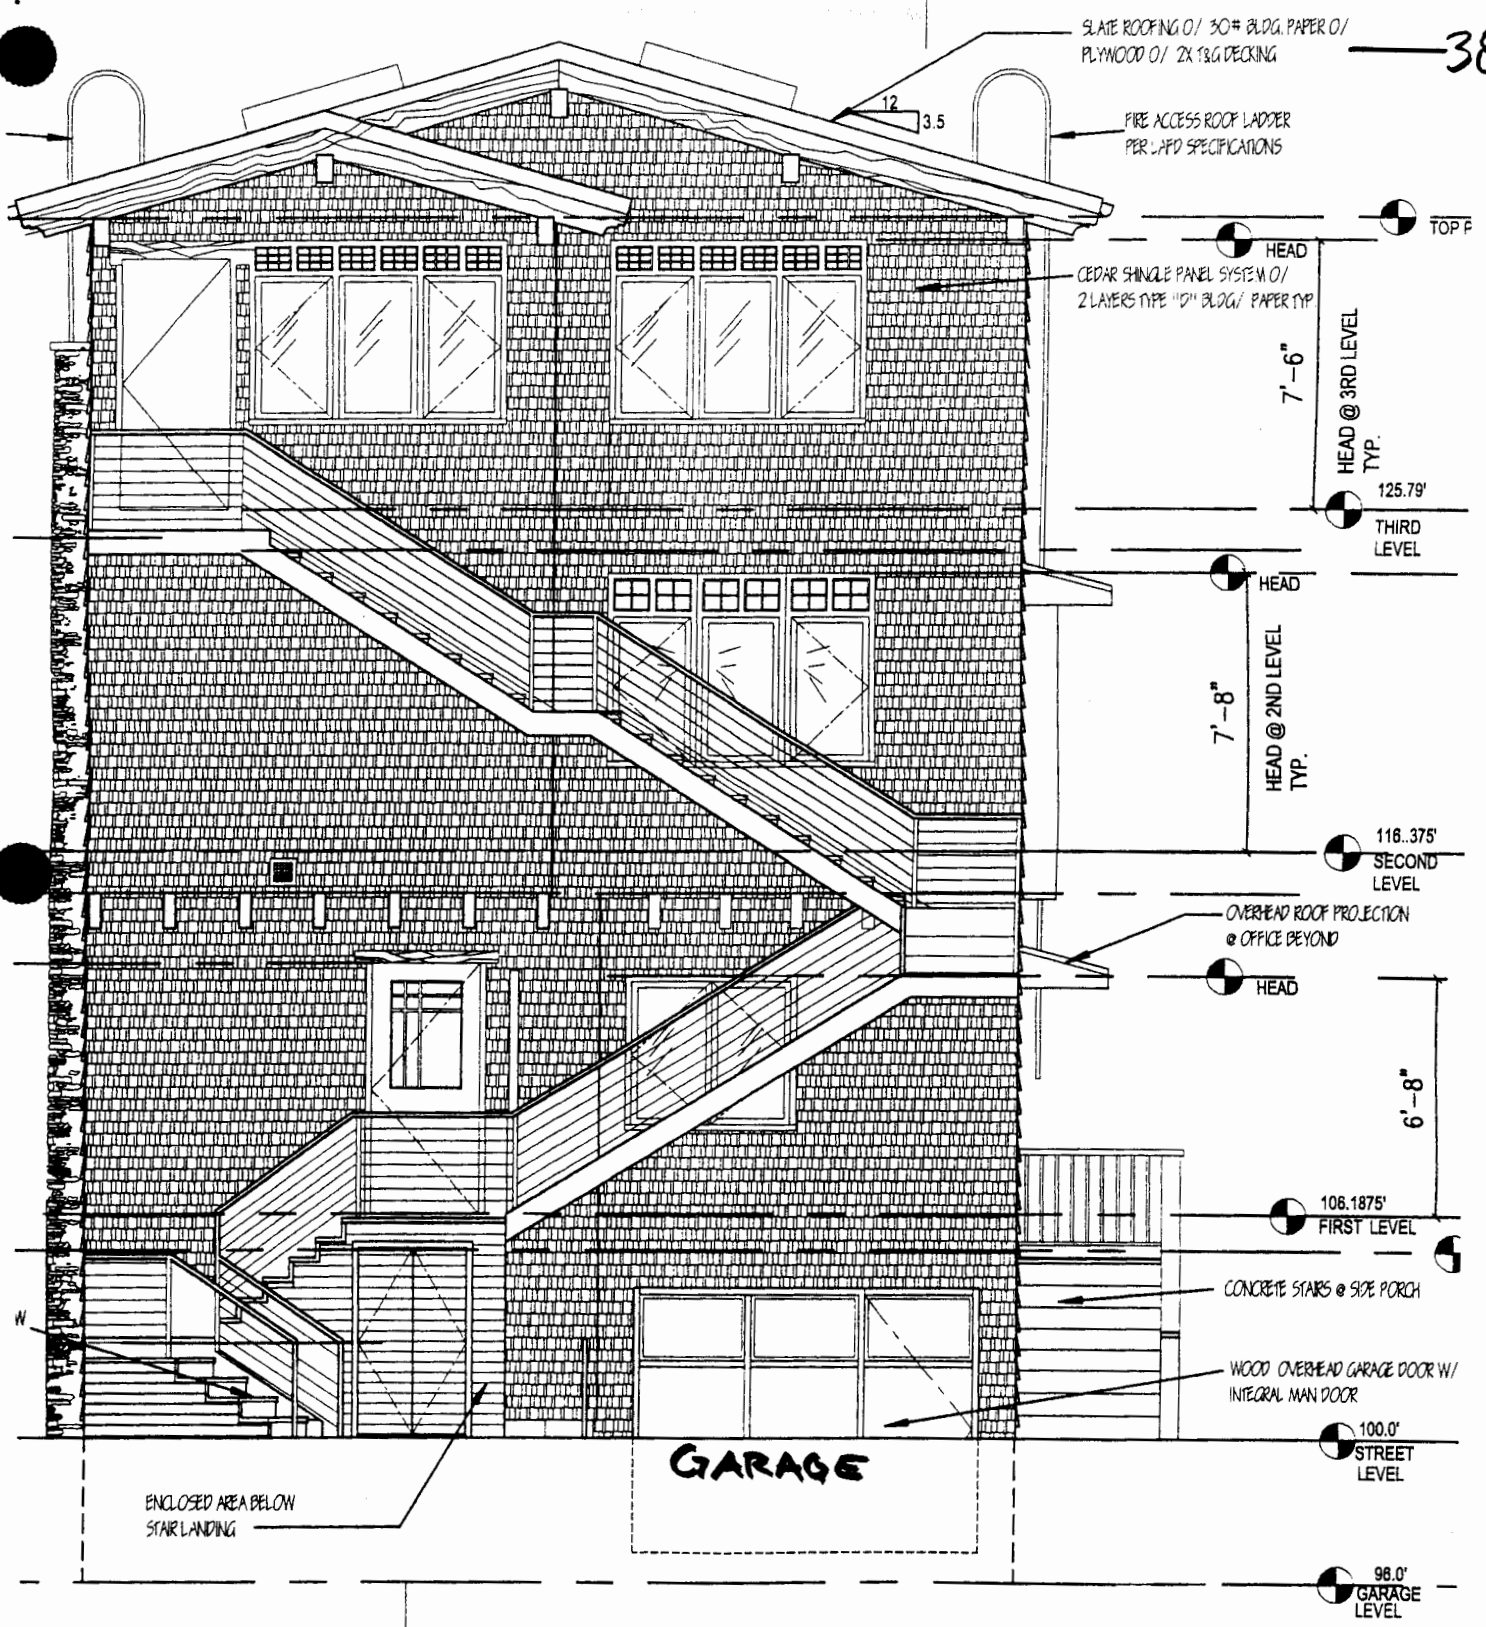 SLATE ROOFING O/ 30# BLDG. PAPER O/
PLYWOOD O/ 2X T&G DECKING
38
12
3.5
FIRE ACCESS ROOF LADDER
PER LAFD SPECIFICATIONS
TOP P
HEAD
CEDAR SHINGLE PANEL SYSTEM O/
2 LAYERS TYPE "D" BLDG/ PAPER TYP
7'-6"
HEAD @ 3RD LEVEL
TYP.
125.79'
THIRD
LEVEL
HEAD
7'-8"
HEAD @ 2ND LEVEL
TYP.
116..375'
SECOND
LEVEL
OVERHEAD ROOF PROJECTION
@ OFFICE BEYOND
HEAD
6'-8"
106.1875'
FIRST LEVEL
CONCRETE STAIRS @ SIDE PORCH
W
WOOD OVERHEAD GARAGE DOOR W/
INTEGRAL MAN DOOR
100.0'
STREET
LEVEL
GARAGE
ENCLOSED AREA BELOW
STAIR LANDING
96.0'
GARAGE
LEVEL